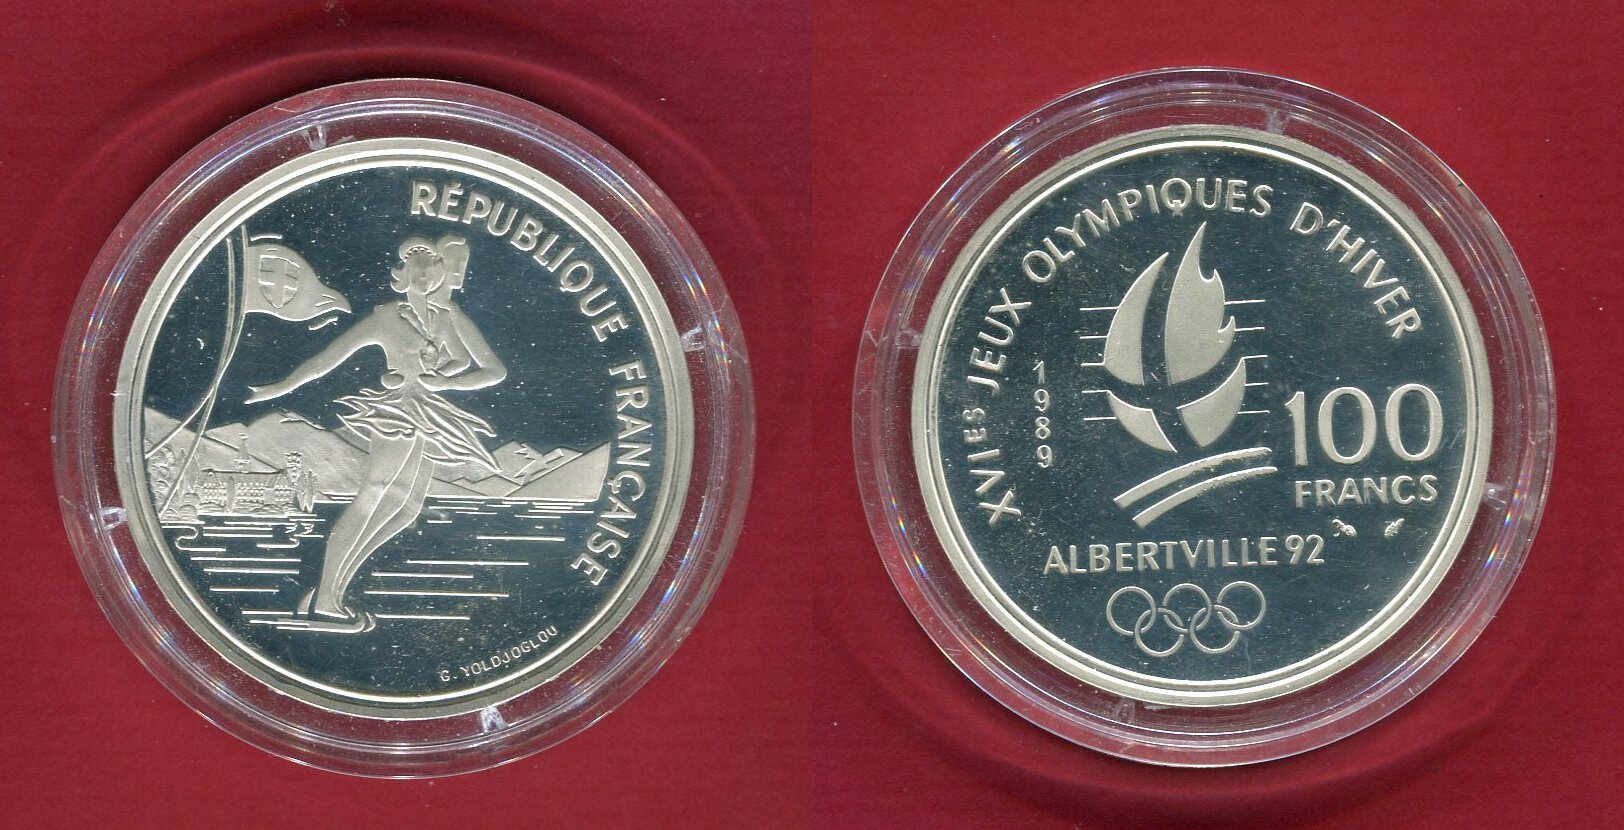 RÉPUBLIQUE FRANÇAISE
G. YOLDJOGLOU
XVIES JEUX OLYMPIQUES D'HIVER
1989
100
FRANCS
ALBERTVILLE 92